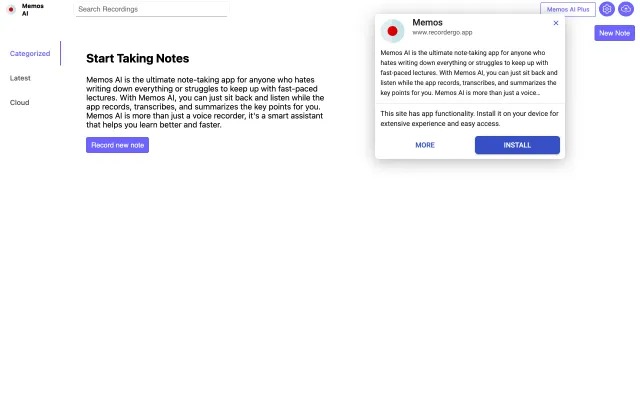 Memos
AI
Search Recordings
Memos AI Plus
New Note
Categorized
Latest
Cloud
Start Taking Notes
Memos AI is the ultimate note-taking app for anyone who hates
writing down everything or struggles to keep up with fast-paced
lectures. With Memos AI, you can just sit back and listen while the
app records, transcribes, and summarizes the key points for you.
Memos AI is more than just a voice recorder, it's a smart assistant
that helps you learn better and faster.
Record new note
Memos
www.recordergo.app
Memos AI is the ultimate note-taking app for anyone who
hates writing down everything or struggles to keep up with
fast-paced lectures. With Memos AI, you can just sit back and
listen while the app records, transcribes, and summarizes the
key points for you. Memos AI is more than just a voice...
This site has app functionality. Install it on your device for
extensive experience and easy access.
MORE
INSTALL